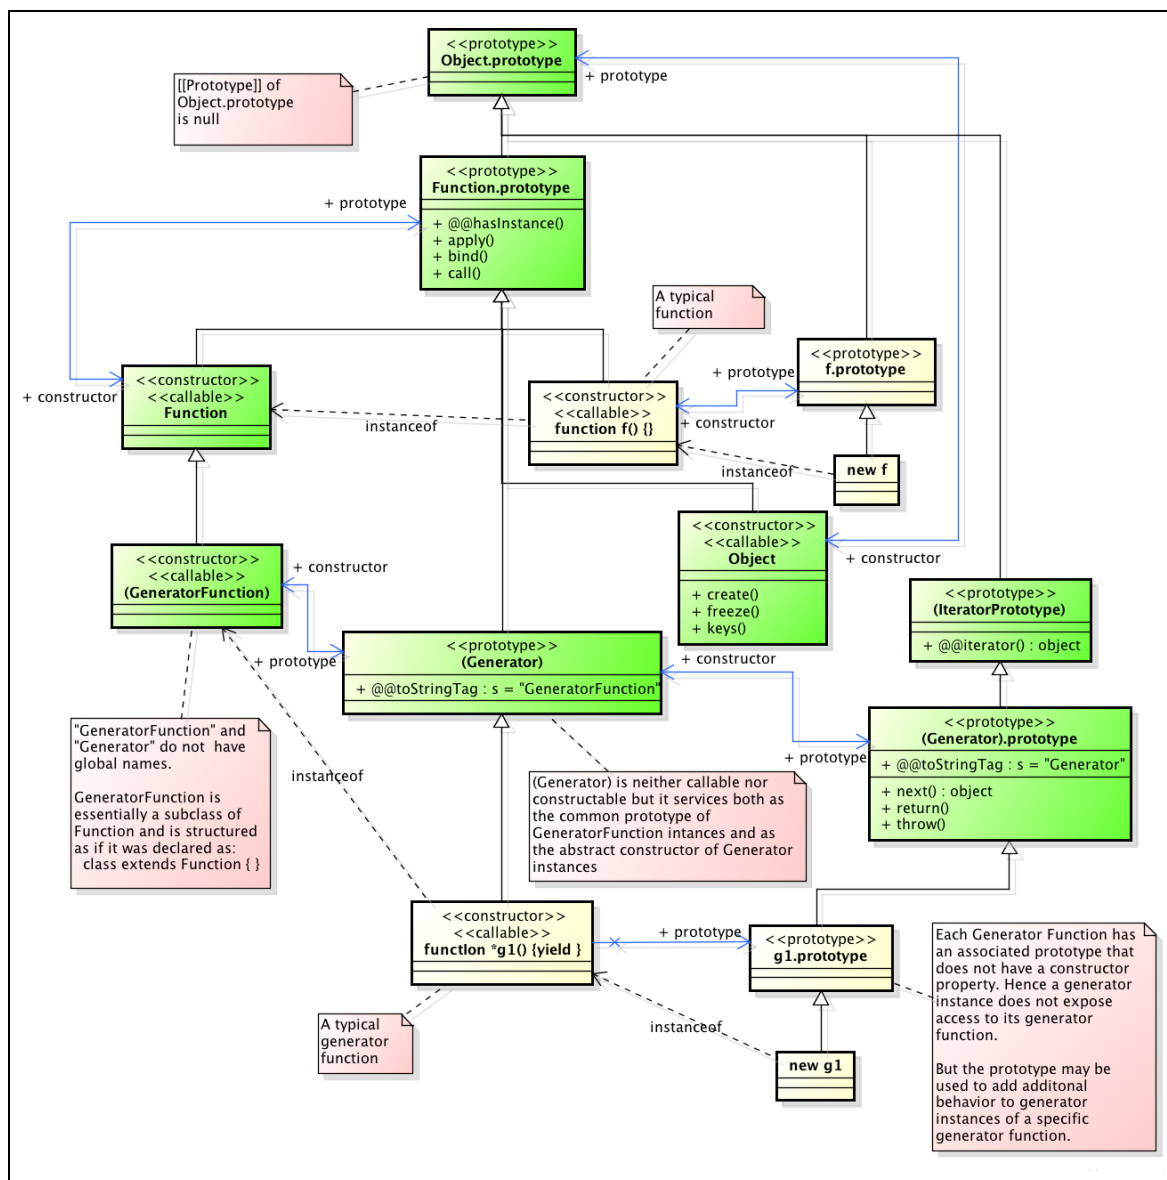 <<prototype>>
Object.prototype
+ prototype
[[Prototype]] of
Object.prototype
is null
<<prototype>>
Function.prototype
+ @@hasInstance()
+ apply()
+ bind()
+ call()
+ prototype
A typical
function
<<prototype>>
f.prototype
+ prototype
<<constructor>>
<<callable>>
Function
+ constructor
<<constructor>>
<<callable>>
function f() {}
+ constructor
instanceof
instanceof
new f
<<constructor>>
<<callable>>
Object
+ create()
+ freeze()
+ keys()
+ constructor
<<constructor>>
<<callable>>
(GeneratorFunction)
+ constructor
<<prototype>>
(IteratorPrototype)
+ @@iterator() : object
+ prototype
<<prototype>>
(Generator)
+ @@toStringTag : s = "GeneratorFunction"
+ constructor
<<prototype>>
(Generator).prototype
+ @@toStringTag : s = "Generator"
+ next() : object
+ return()
+ throw()
+ prototype
"GeneratorFunction" and
"Generator" do not  have
global names.
GeneratorFunction is
essentially a subclass of
Function and is structured
as if it was declared as:
class extends Function { }
instanceof
(Generator) is neither callable nor
constructable but it services both as
the common prototype of
GeneratorFunction intances and as
the abstract constructor of Generator
instances
<<constructor>>
<<callable>>
function *g1() {yield }
+ prototype
<<prototype>>
g1.prototype
Each Generator Function has
an associated prototype that
does not have a constructor
property. Hence a generator
instance does not expose
access to its generator
function.
But the prototype may be
used to add additonal
behavior to generator
instances of a specific
generator function.
A typical
generator
function
instanceof
new g1